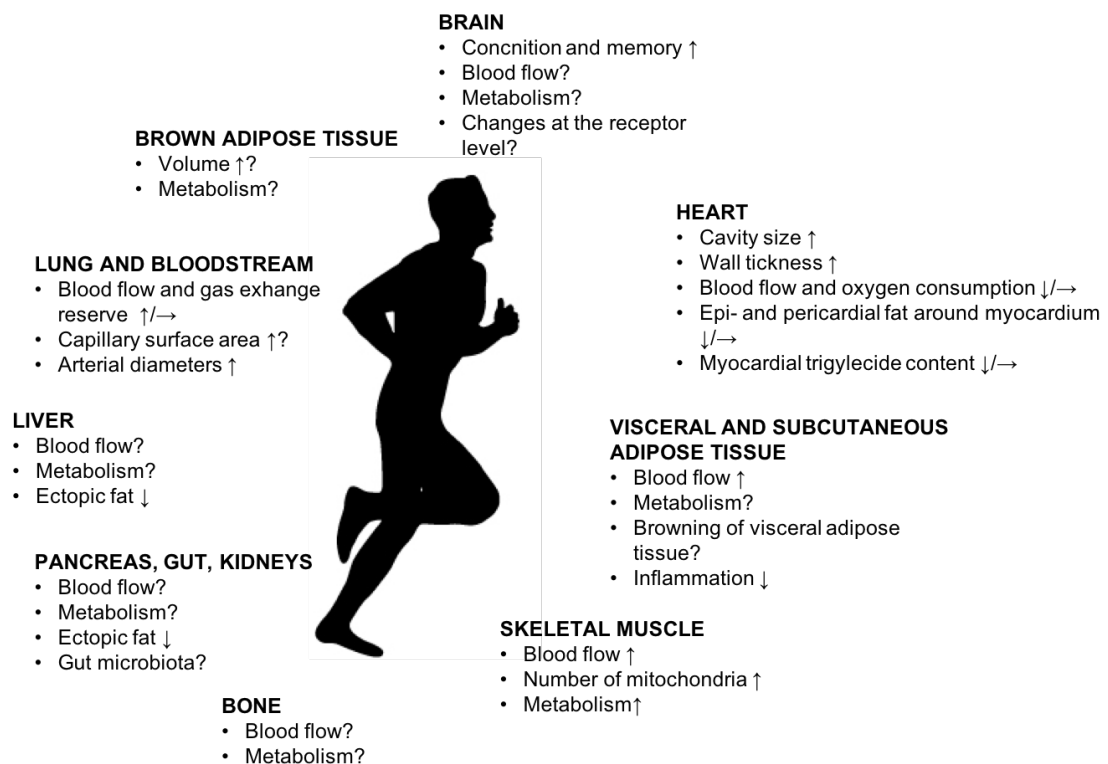 BRAIN
• Concnition and memory ↑
• Blood flow?
• Metabolism?
• Changes at the receptor
level?
BROWN ADIPOSE TISSUE
• Volume ↑?
• Metabolism?
HEART
• Cavity size ↑
• Wall tickness ↑
• Blood flow and oxygen consumption ↓/→
• Epi- and pericardial fat around myocardium
↓/→
• Myocardial trigylecide content ↓/→
LUNG AND BLOODSTREAM
• Blood flow and gas exhange
reserve ↑/→
• Capillary surface area ↑?
• Arterial diameters ↑
LIVER
• Blood flow?
• Metabolism?
• Ectopic fat ↓
VISCERAL AND SUBCUTANEOUS
ADIPOSE TISSUE
• Blood flow ↑
• Metabolism?
• Browning of visceral adipose
tissue?
• Inflammation ↓
PANCREAS, GUT, KIDNEYS
• Blood flow?
• Metabolism?
• Ectopic fat ↓
• Gut microbiota?
SKELETAL MUSCLE
• Blood flow ↑
• Number of mitochondria ↑
• Metabolism↑
BONE
• Blood flow?
• Metabolism?